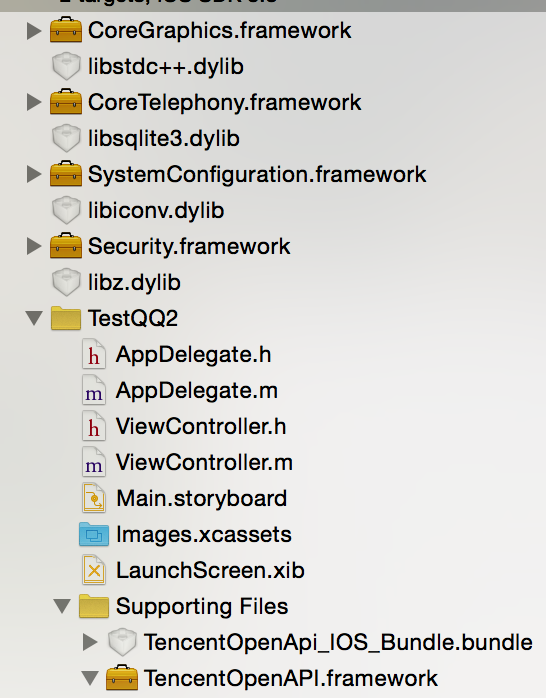 CoreGraphics.framework
libstdc++.dylib
CoreTelephony.framework
libsqlite3.dylib
SystemConfiguration.framework
libiconv.dylib
Security.framework
libz.dylib
TestQQ2
h AppDelegate.h
m AppDelegate.m
h ViewController.h
m ViewController.m
Main.storyboard
Images.xcassets
LaunchScreen.xib
Supporting Files
TencentOpenApi_IOS_Bundle.bundle
TencentOpenAPI.framework